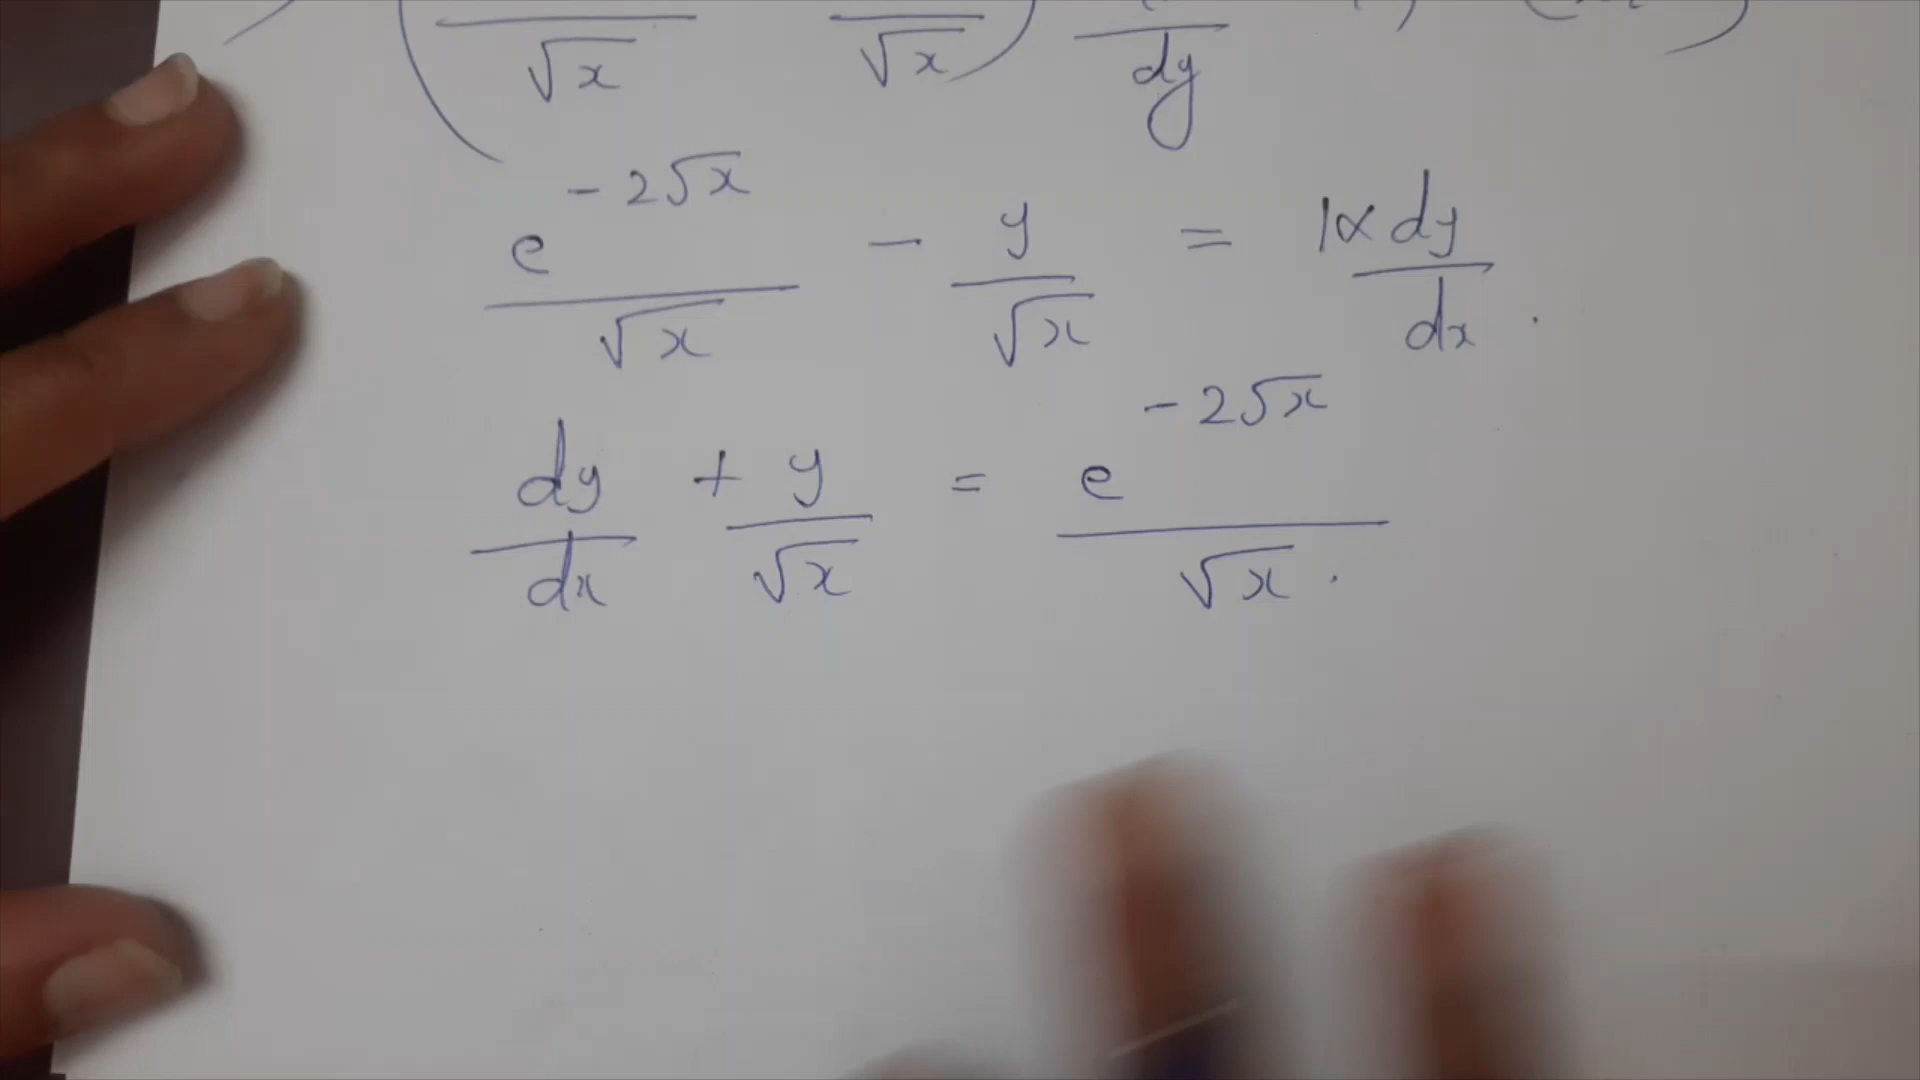 √x √x dy
e^{-2√x}/√x - y/√x = 1× dy/dx .
dy/dx + y/√x = e^{-2√x}/√x .